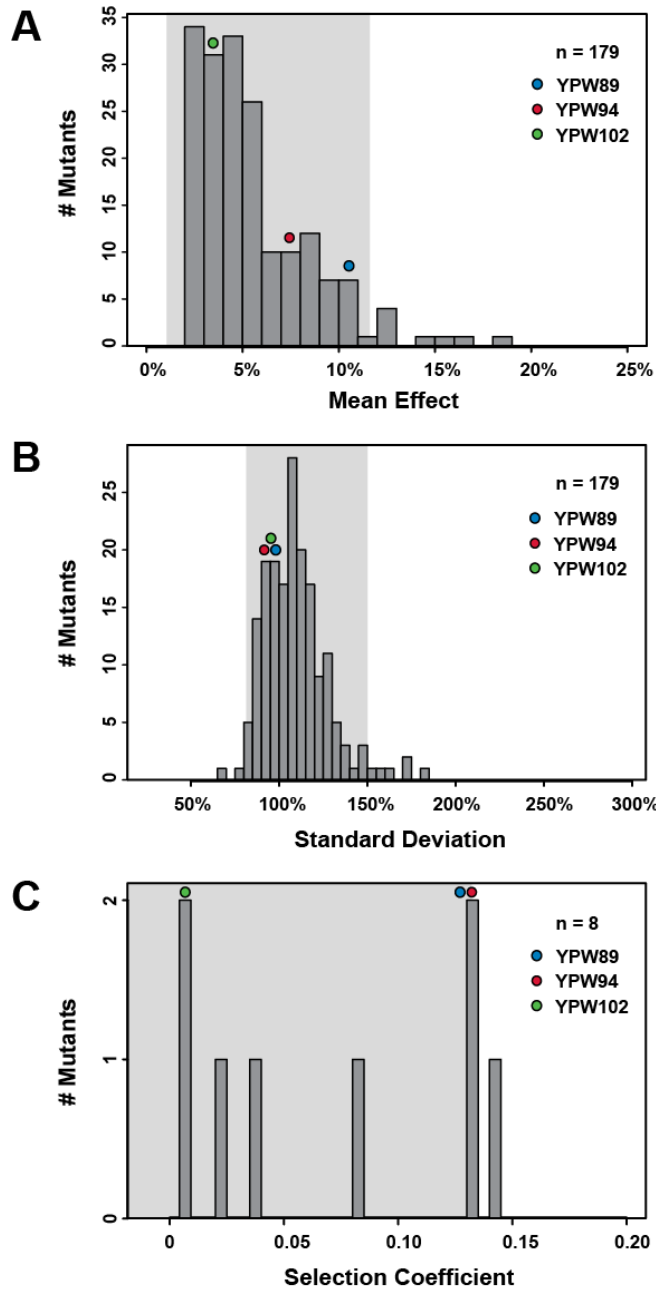 A
# Mutants
35
30
25
20
15
10
5
0
n = 179
YPW89
YPW94
YPW102
0% 5% 10% 15% 20% 25%
Mean Effect
B
# Mutants
25
20
15
10
5
0
n = 179
YPW89
YPW94
YPW102
50% 100% 150% 200% 250% 300%
Standard Deviation
C
# Mutants
2
1
0
n = 8
YPW89
YPW94
YPW102
0 0.05 0.10 0.15 0.20
Selection Coefficient